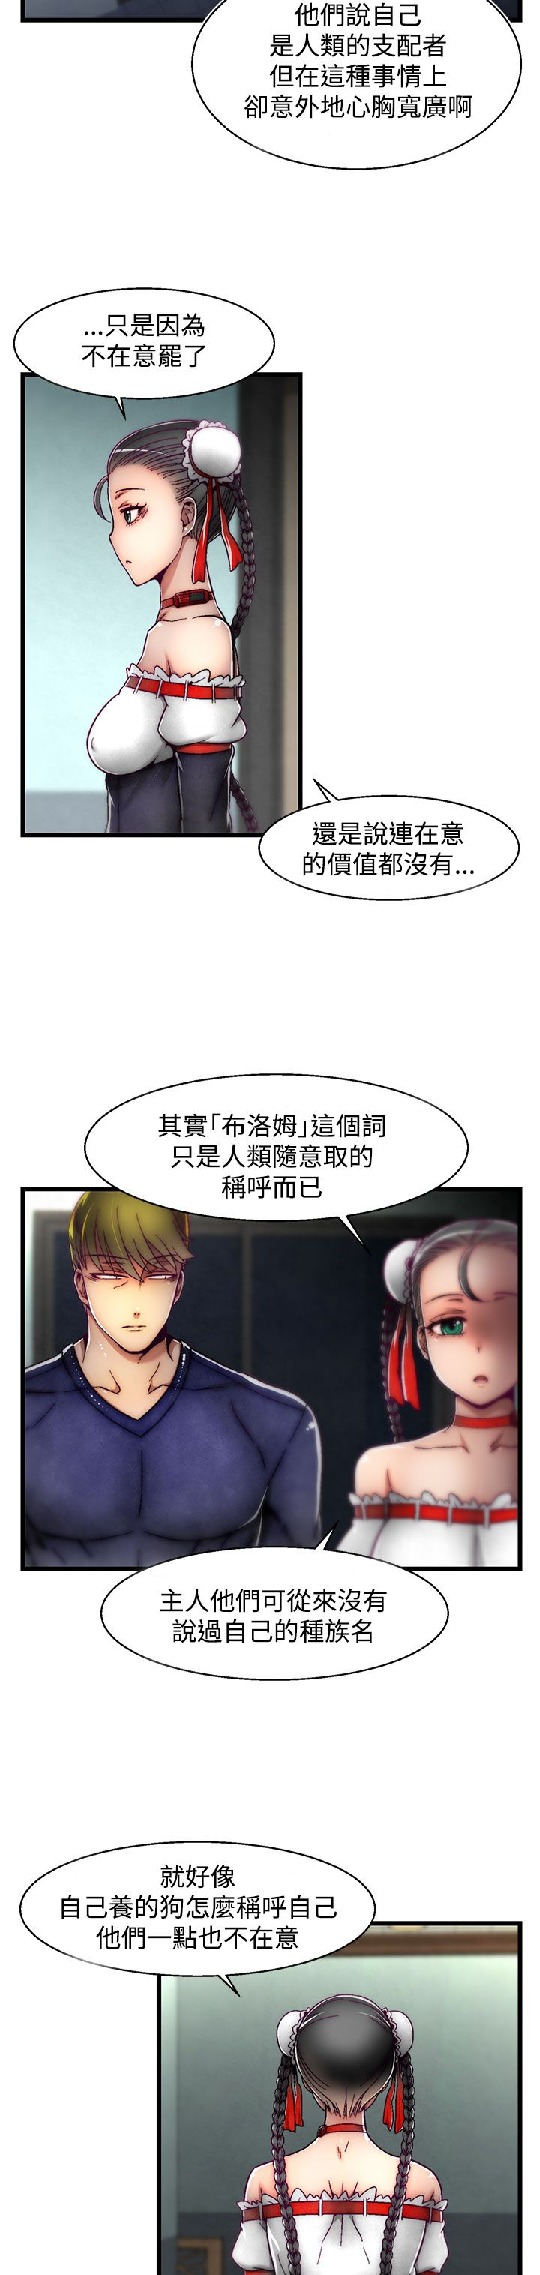 他們說自己
是人類的支配者
但在這種事情上
卻意外地心胸寬廣啊
…只是因為
不在意罷了
還是說連在意
的價值都沒有…
其實「布洛姆」這個詞
只是人類隨意取的
稱呼而已
主人他們可從來沒有
說過自己的種族名
就好像
自己養的狗怎麼稱呼自己
他們一點也不在意